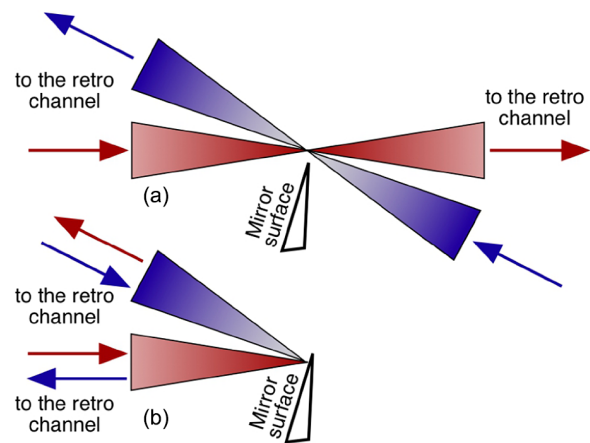 to the retro
channel
to the retro
channel
(a)
Mirror
surface
to the retro
channel
to the retro
channel
(b)
Mirror
surface